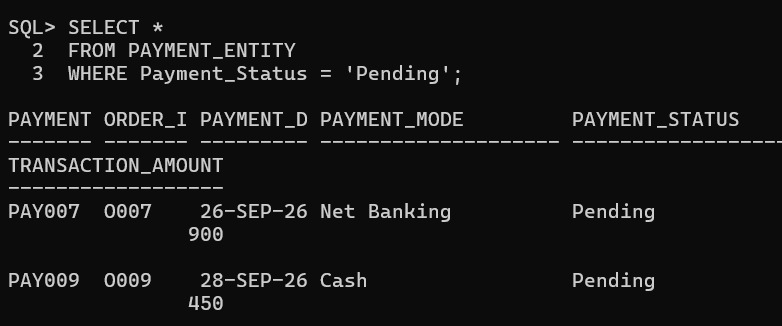 SQL> SELECT *
  2  FROM PAYMENT_ENTITY
  3  WHERE Payment_Status = 'Pending';

PAYMENT ORDER_I PAYMENT_D PAYMENT_MODE         PAYMENT_STATUS
------- ------- --------- -------------------- ------------------
TRANSACTION_AMOUNT
------------------
PAY007  O007    26-SEP-26 Net Banking          Pending
               900

PAY009  O009    28-SEP-26 Cash                 Pending
               450